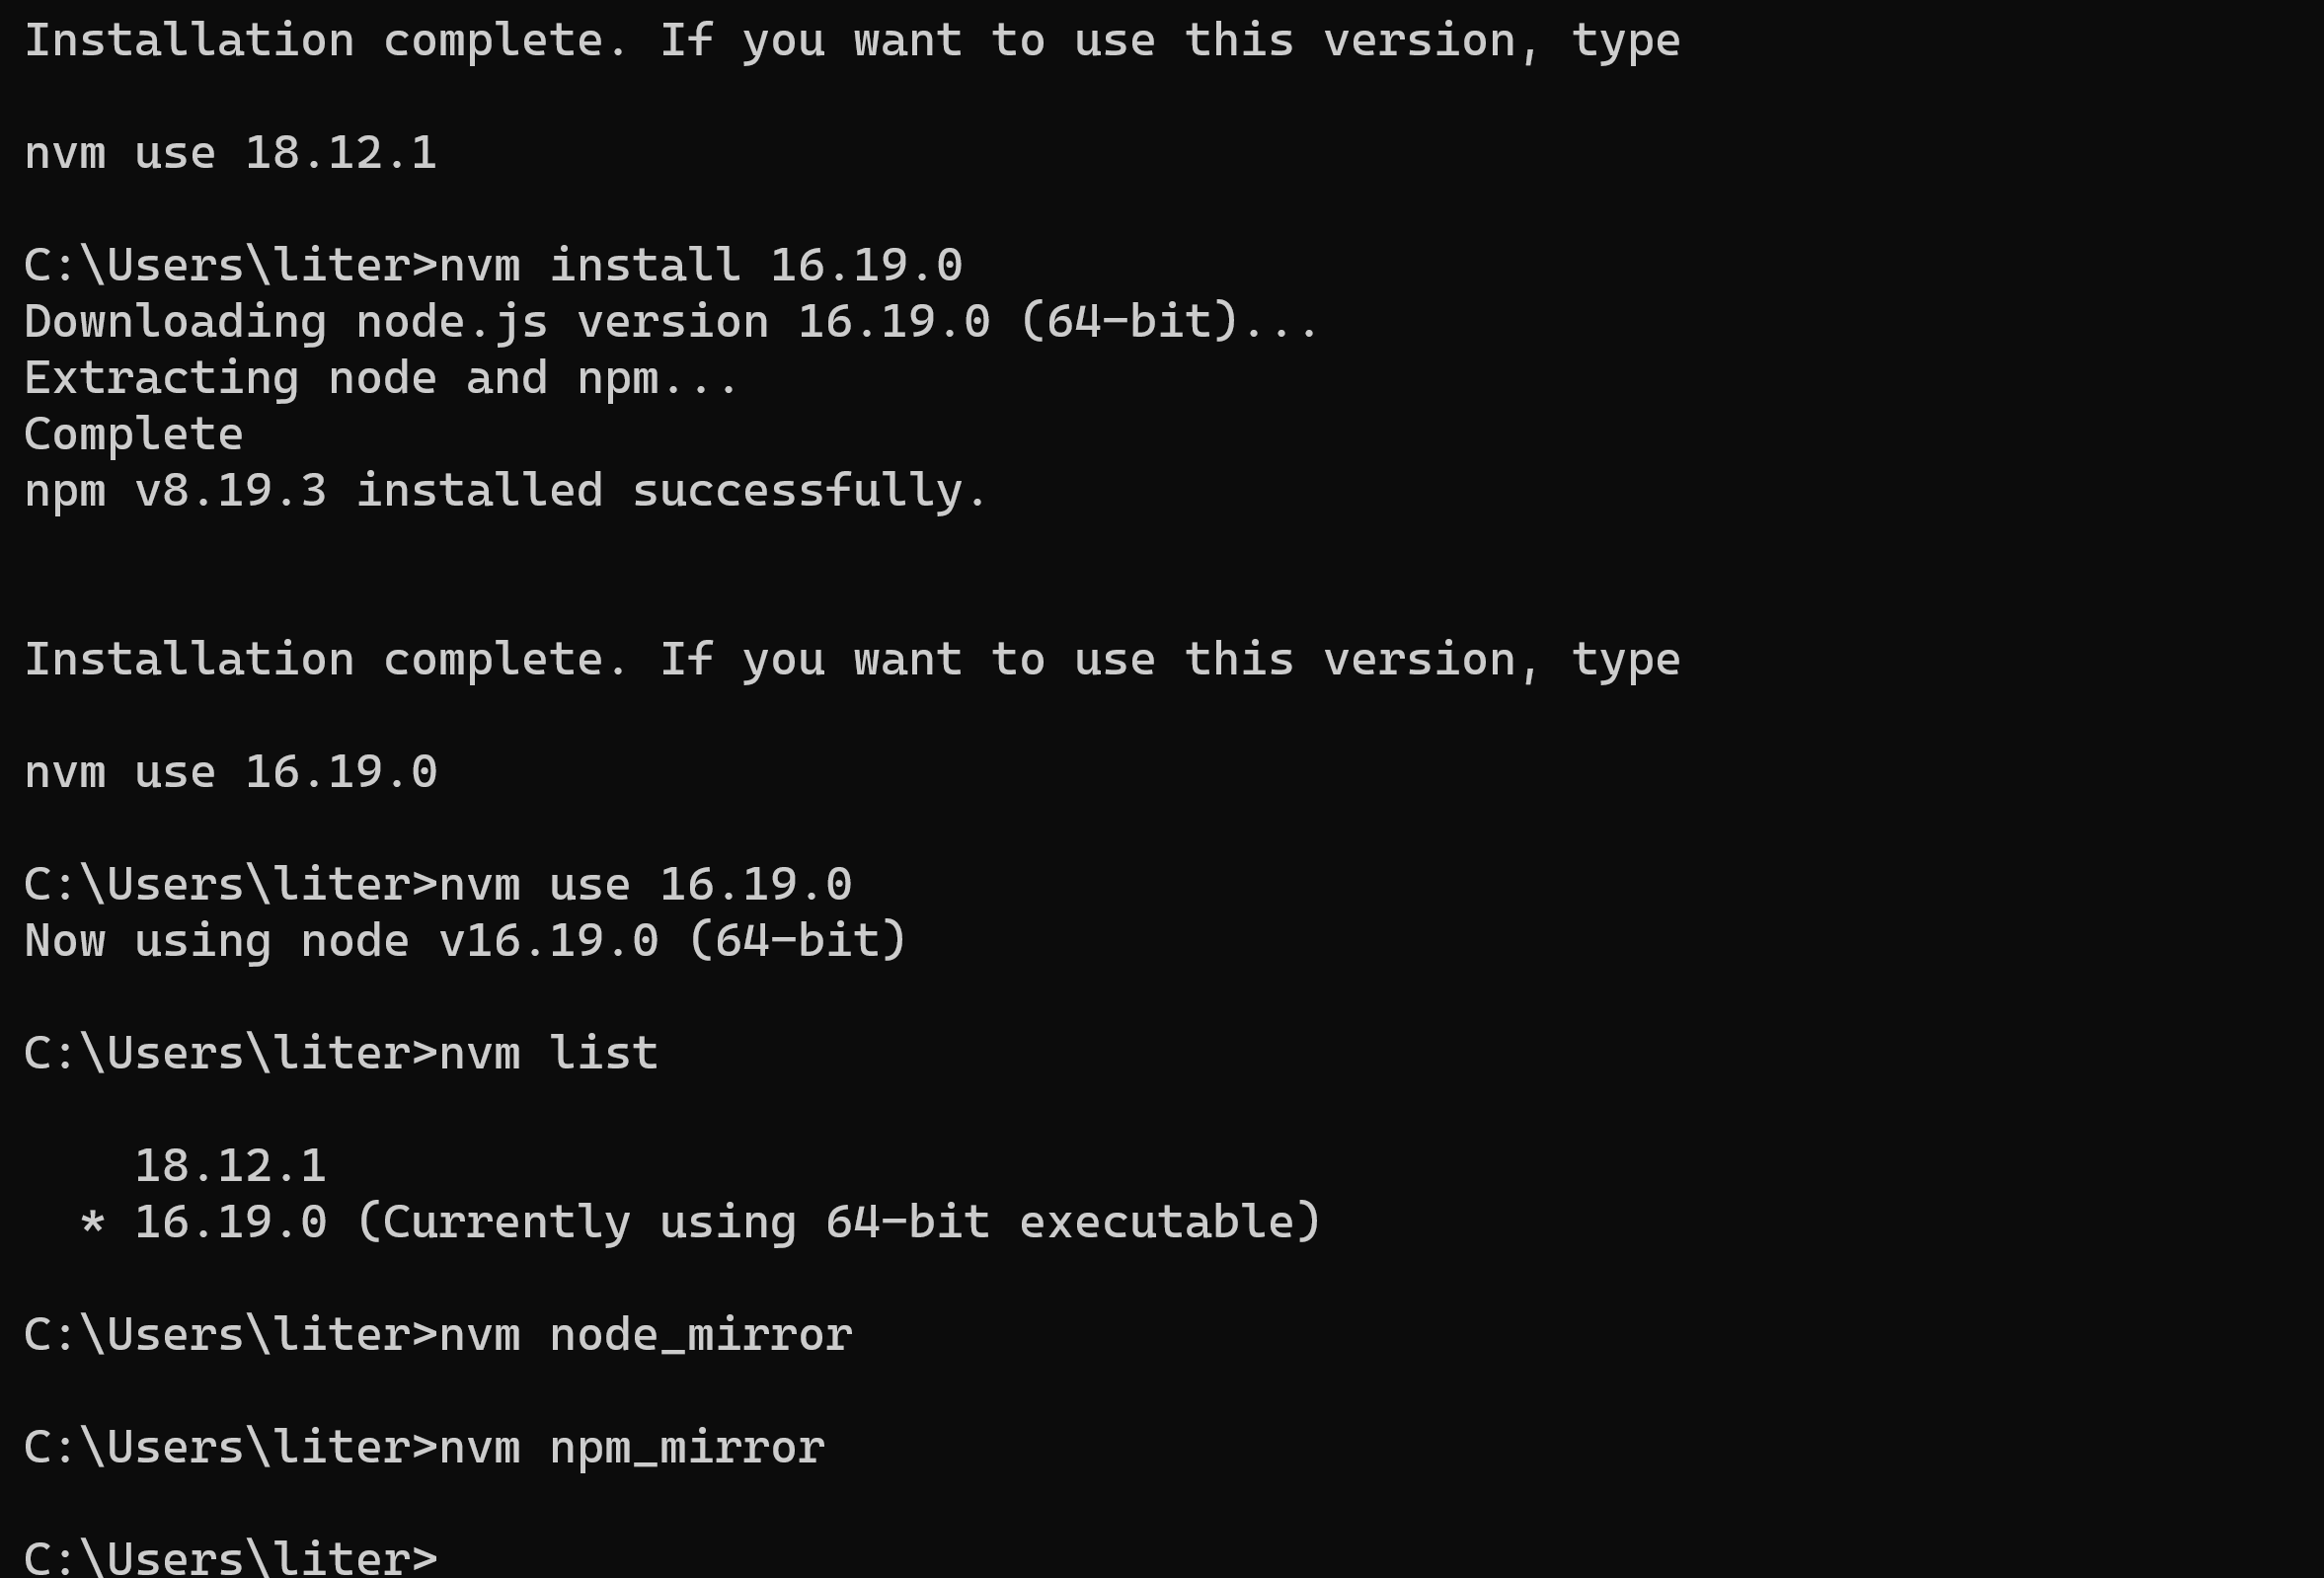 Installation complete. If you want to use this version, type
nvm use 18.12.1
C:\Users\liter>nvm install 16.19.0
Downloading node.js version 16.19.0 (64-bit)...
Extracting node and npm...
Complete
npm v8.19.3 installed successfully.
Installation complete. If you want to use this version, type
nvm use 16.19.0
C:\Users\liter>nvm use 16.19.0
Now using node v16.19.0 (64-bit)
C:\Users\liter>nvm list
    18.12.1
  * 16.19.0 (Currently using 64-bit executable)
C:\Users\liter>nvm node_mirror
C:\Users\liter>nvm npm_mirror
C:\Users\liter>